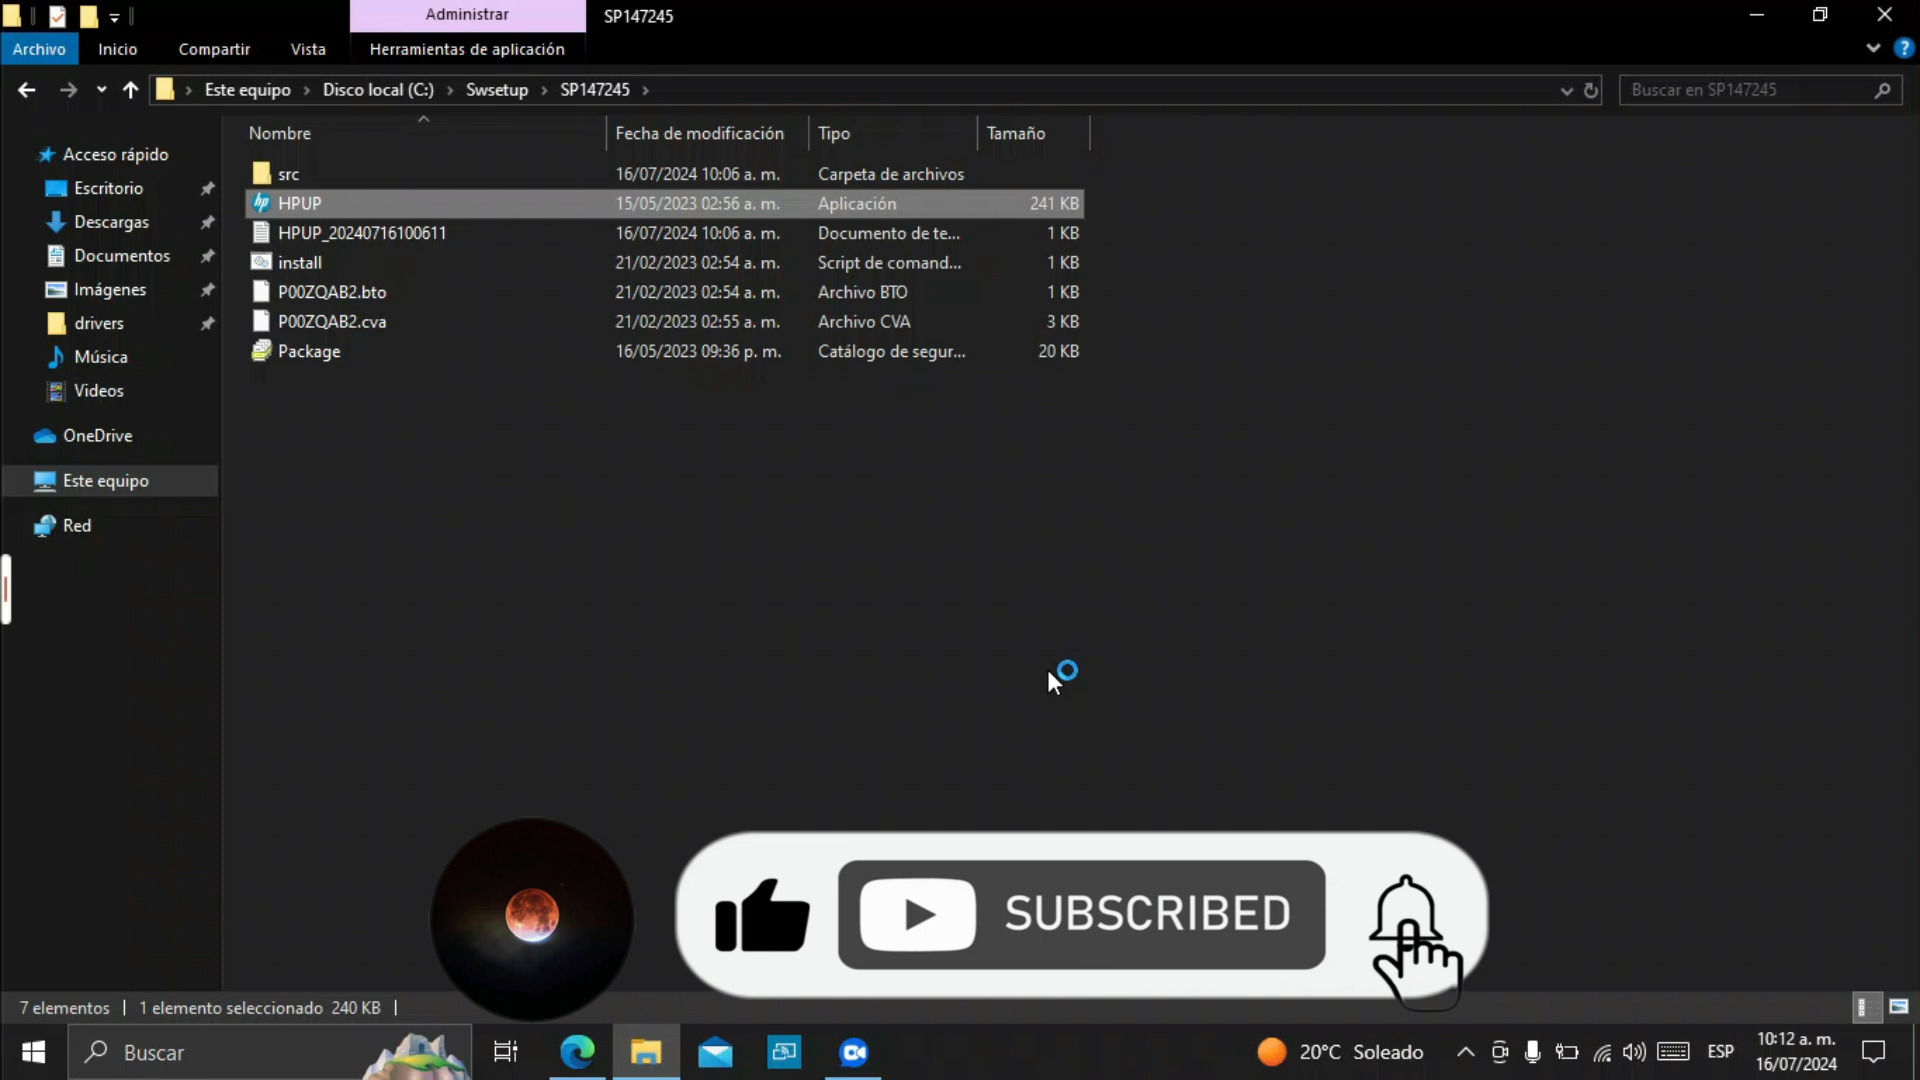 Administrar
SP147245
Archivo
Inicio
Compartir
Vista
Herramientas de aplicación
Este equipo
Disco local (C:)
Swsetup
SP147245
Buscar en SP147245
Nombre
Fecha de modificación
Tipo
Tamaño
src
16/07/2024 10:06 a. m.
Carpeta de archivos
hp
HPUP
15/05/2023 02:56 a. m.
Aplicación
241 KB
HPUP_20240716100611
16/07/2024 10:06 a. m.
Documento de te...
1 KB
install
21/02/2023 02:54 a. m.
Script de comand...
1 KB
P00ZQAB2.bto
21/02/2023 02:54 a. m.
Archivo BTO
1 KB
P00ZQAB2.cva
21/02/2023 02:55 a. m.
Archivo CVA
3 KB
Package
16/05/2023 09:36 p. m.
Catálogo de segur...
20 KB
Acceso rápido
Escritorio
Descargas
Documentos
Imágenes
drivers
Música
Videos
OneDrive
Este equipo
Red
SUBSCRIBED
7 elementos
1 elemento seleccionado 240 KB
Buscar
20°C Soleado
ESP
10:12 a. m.
16/07/2024